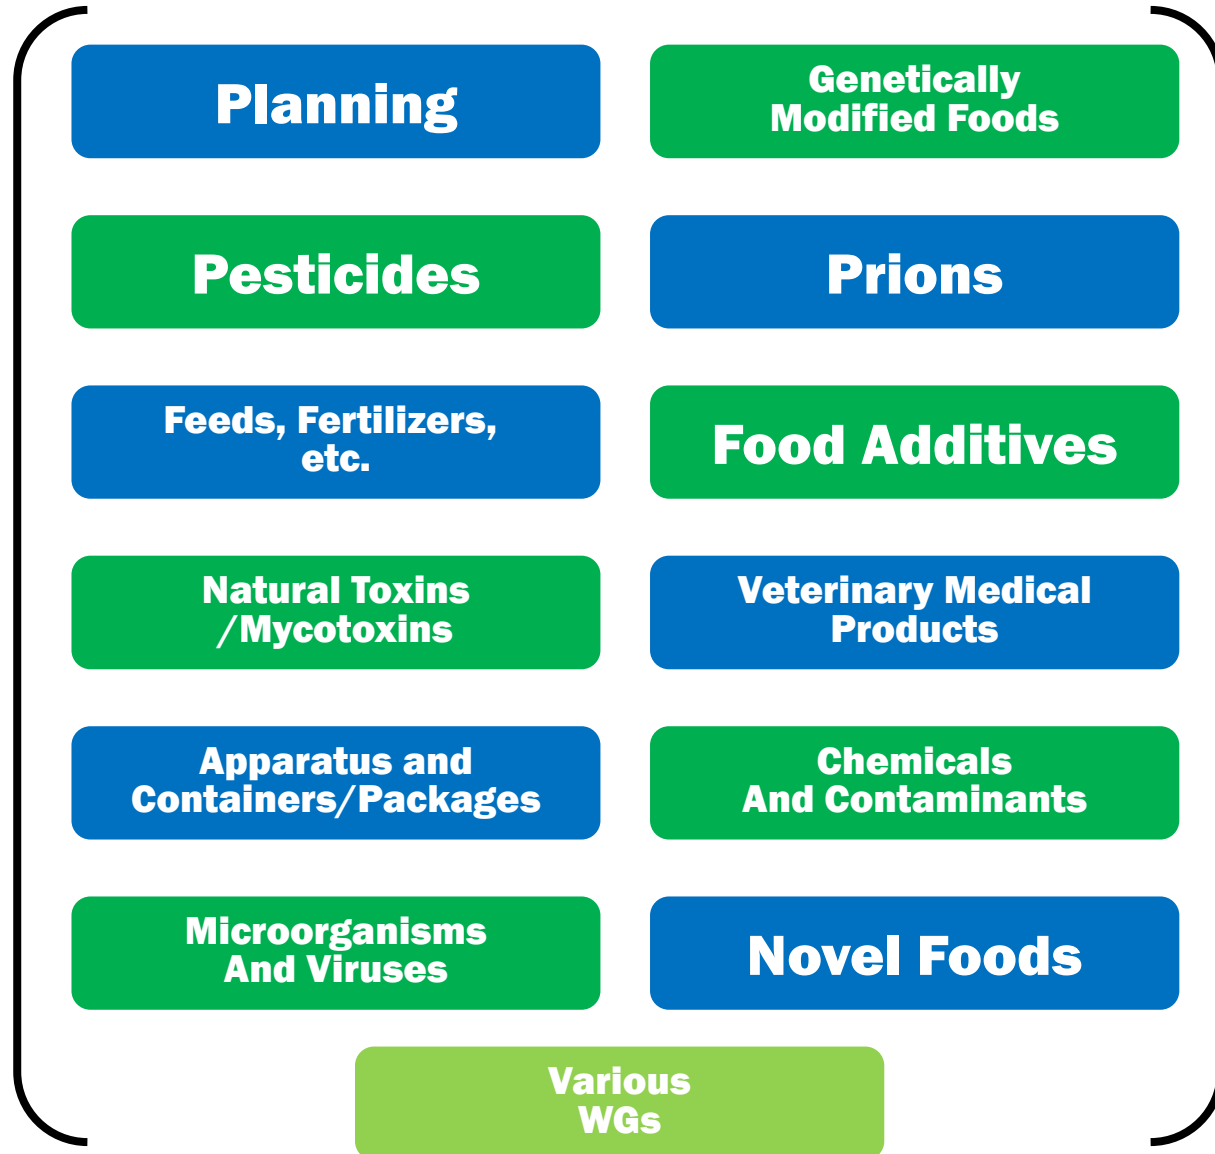 Planning
Genetically
Modified Foods
Pesticides
Prions
Feeds, Fertilizers,
etc.
Food Additives
Natural Toxins
/Mycotoxins
Veterinary Medical
Products
Apparatus and
Containers/Packages
Chemicals
And Contaminants
Microorganisms
And Viruses
Novel Foods
Various
WGs